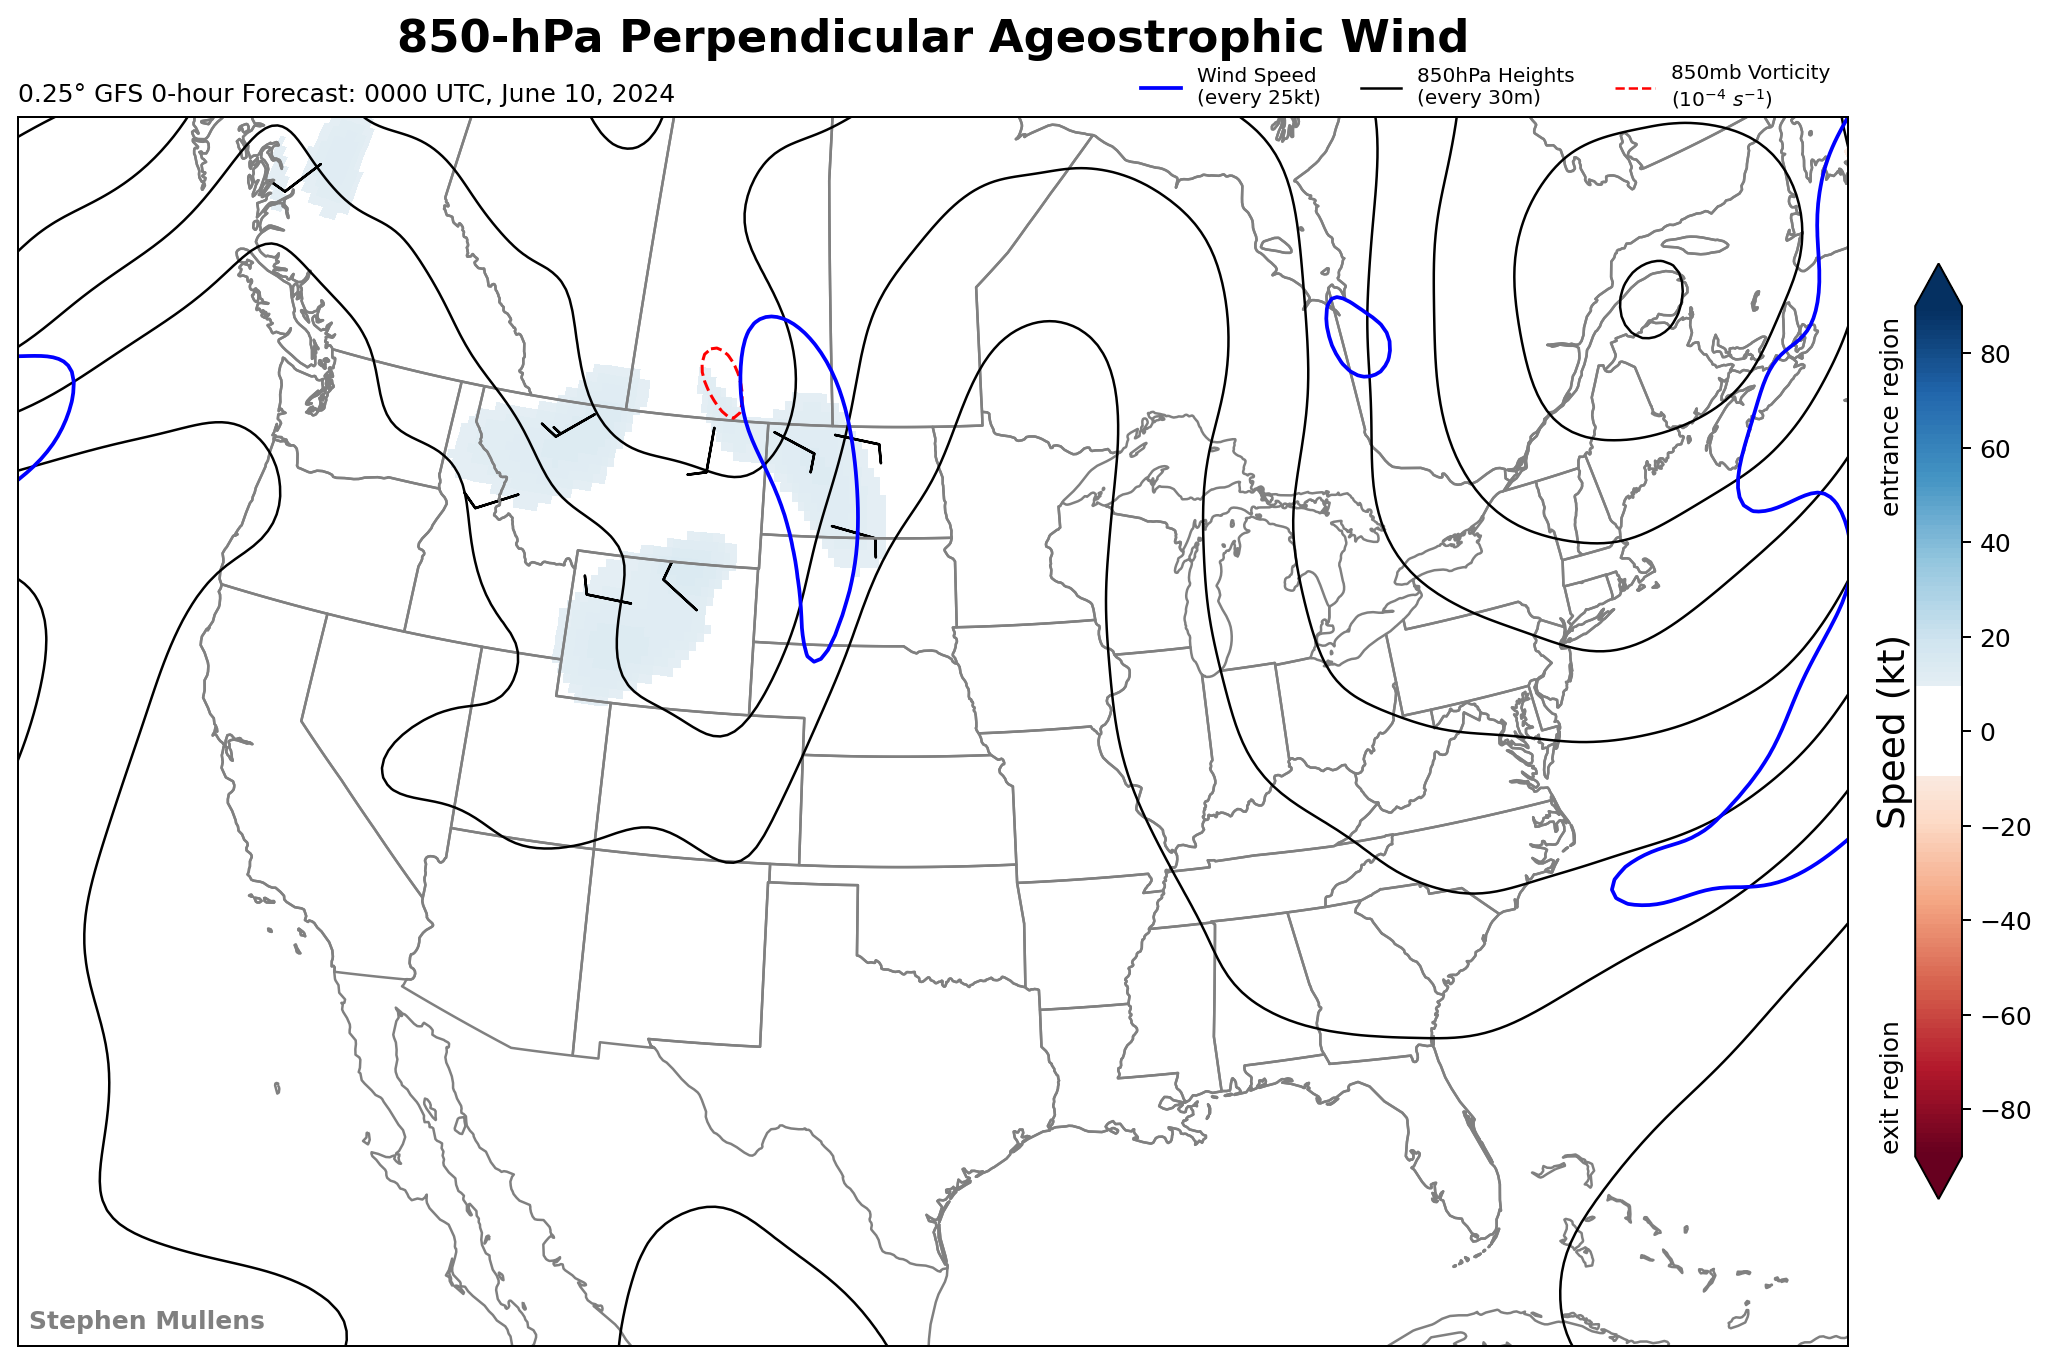 850-hPa Perpendicular Ageostrophic Wind
0.25° GFS 0-hour Forecast: 0000 UTC, June 10, 2024
Wind Speed
(every 25kt)
850hPa Heights
(every 30m)
850mb Vorticity
(10⁻⁴ s⁻¹)
entrance region
Speed (kt)
exit region
80
60
40
20
0
−20
−40
−60
−80
Stephen Mullens